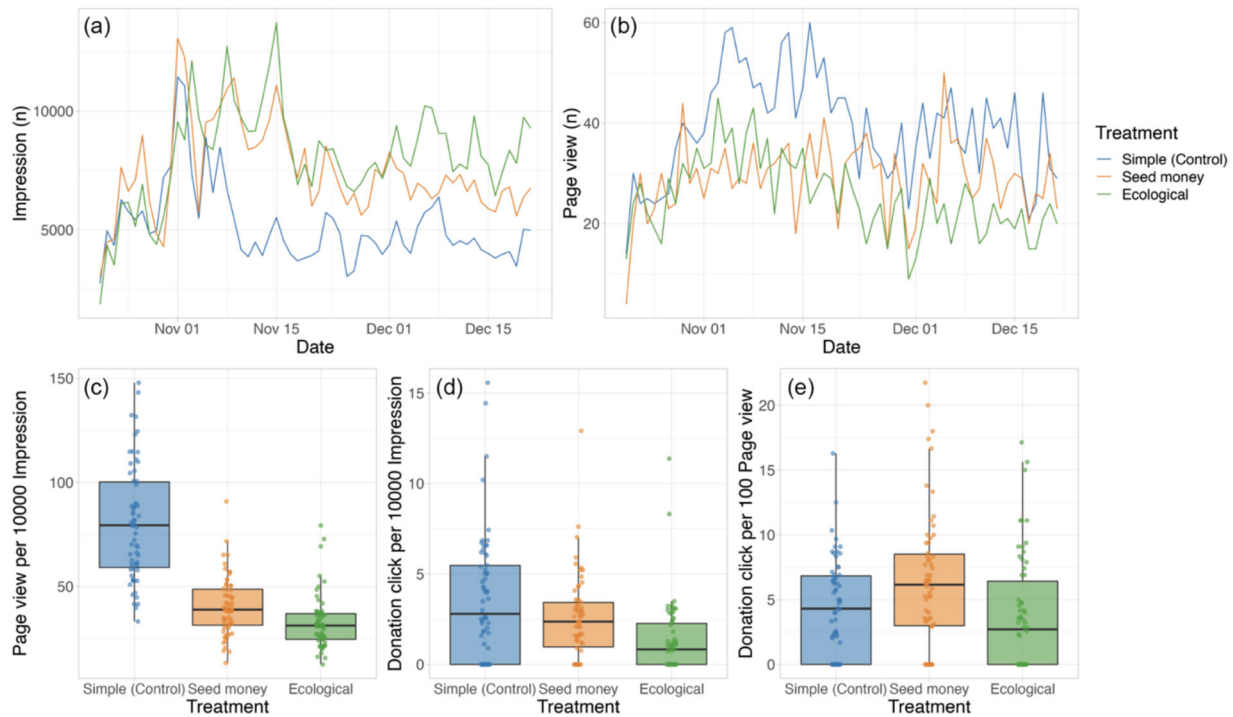 (a)
Impression (n)
10000
5000
Nov 01
Nov 15
Dec 01
Dec 15
Date
(b)
Page view (n)
60
40
20
Nov 01
Nov 15
Dec 01
Dec 15
Date
Treatment
Simple (Control)
Seed money
Ecological
(c)
Page view per 10000 Impression
150
100
50
Simple (Control)
Seed money
Ecological
Treatment
(d)
Donation click per 10000 Impression
15
10
5
0
Simple (Control)
Seed money
Ecological
Treatment
(e)
Donation click per 100 Page view
20
15
10
5
0
Simple (Control)
Seed money
Ecological
Treatment